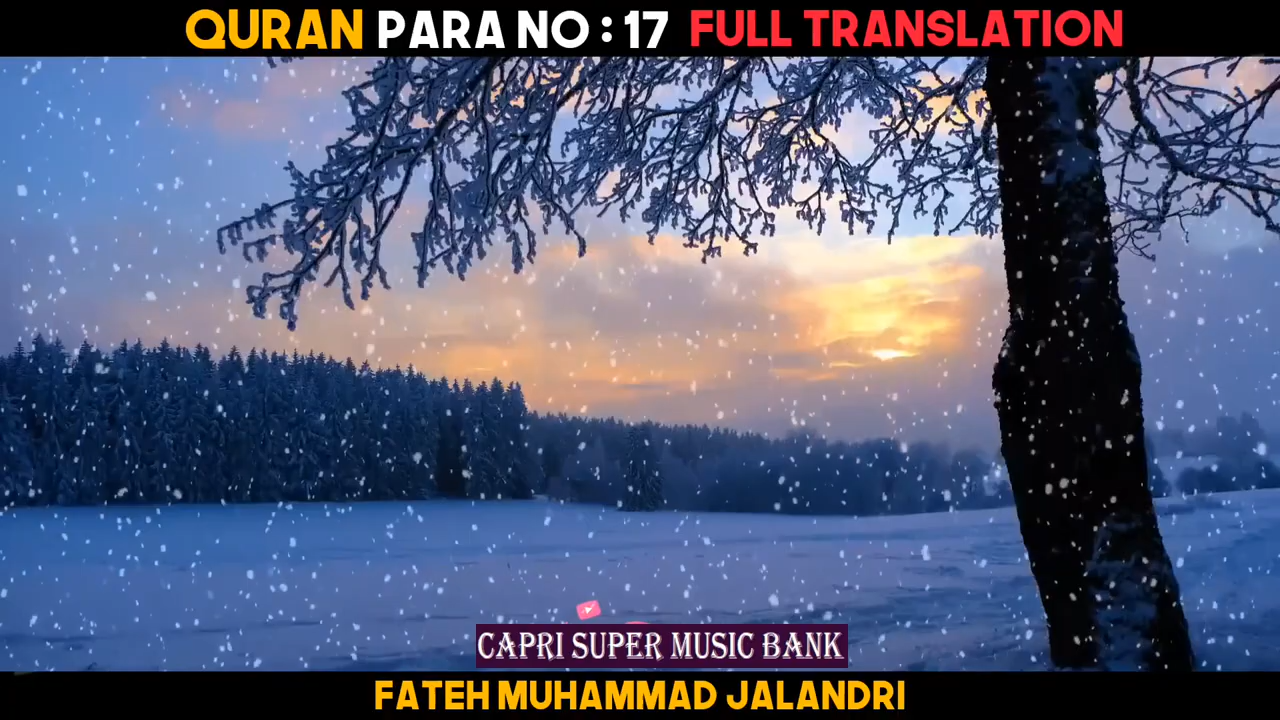 QURAN PARA NO : 17 FULL TRANSLATION
CAPRI SUPER MUSIC BANK
FATEH MUHAMMAD JALANDRI